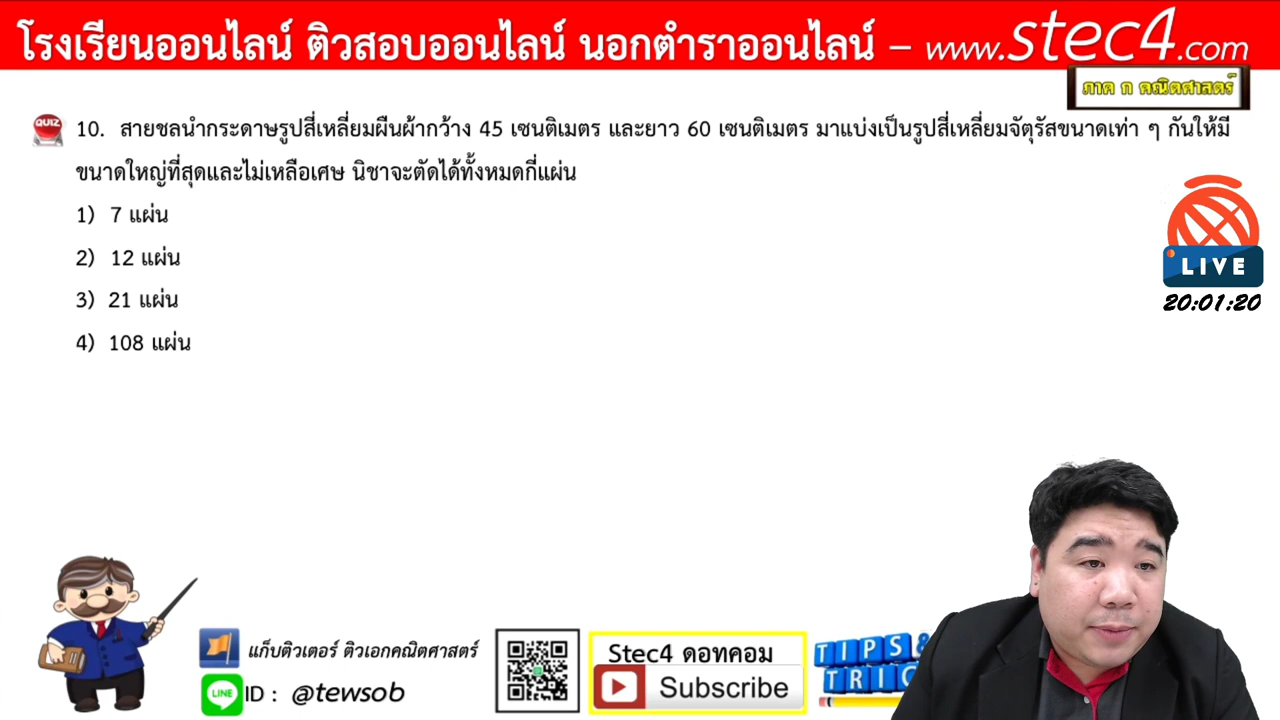 โรงเรียนออนไลน์ ติวสอบออนไลน์ นอกตำราออนไลน์ – www.stec4.com
ภาค ก คณิตศาสตร์
QUIZ
10. สายชลนำกระดาษรูปสี่เหลี่ยมผืนผ้ากว้าง 45 เซนติเมตร และยาว 60 เซนติเมตร มาแบ่งเป็นรูปสี่เหลี่ยมจัตุรัสขนาดเท่า ๆ กันให้มี
ขนาดใหญ่ที่สุดและไม่เหลือเศษ นิชาจะตัดได้ทั้งหมดกี่แผ่น
1) 7 แผ่น
2) 12 แผ่น
3) 21 แผ่น
4) 108 แผ่น
LIVE
20:01:20
แก็บติวเตอร์ ติวเอกคณิตศาสตร์
LINE ID : @tewsob
Stec4 ดอทคอม
Subscribe
TIPS &
TRIC